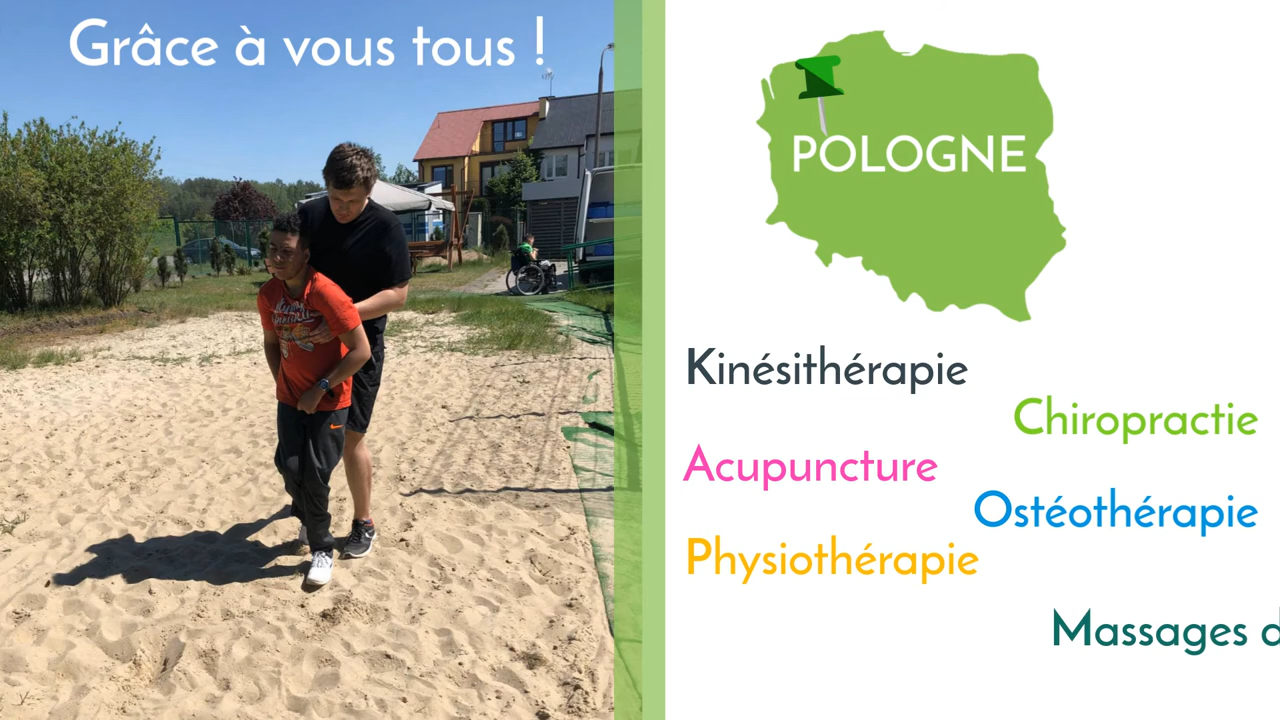 Grâce à vous tous !
POLOGNE
Kinésithérapie
Chiropractie
Acupuncture
Ostéothérapie
Physiothérapie
Massages d